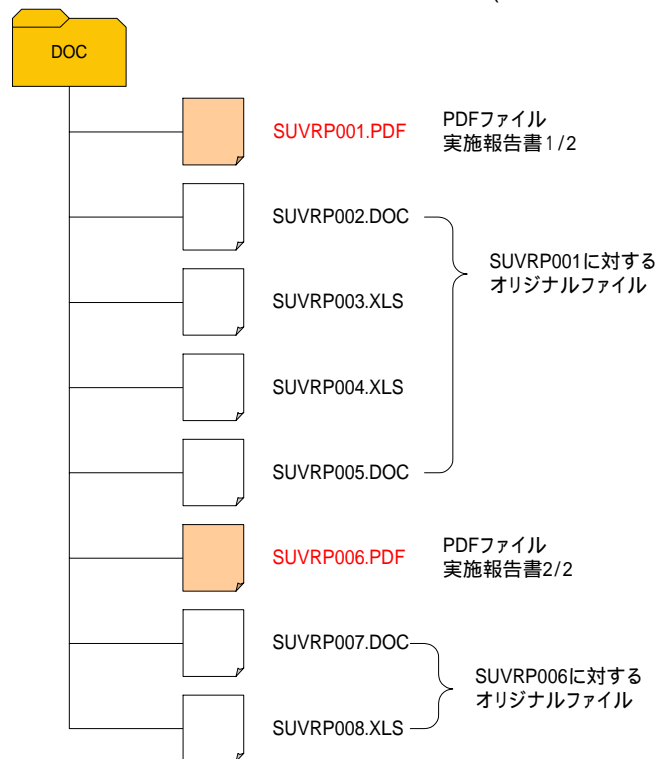 (
DOC
SUVRP001.PDF
PDFファイル
実施報告書1/2
SUVRP002.DOC
SUVRP001に対する
オリジナルファイル
SUVRP003.XLS
SUVRP004.XLS
SUVRP005.DOC
SUVRP006.PDF
PDFファイル
実施報告書2/2
SUVRP007.DOC
SUVRP006に対する
オリジナルファイル
SUVRP008.XLS